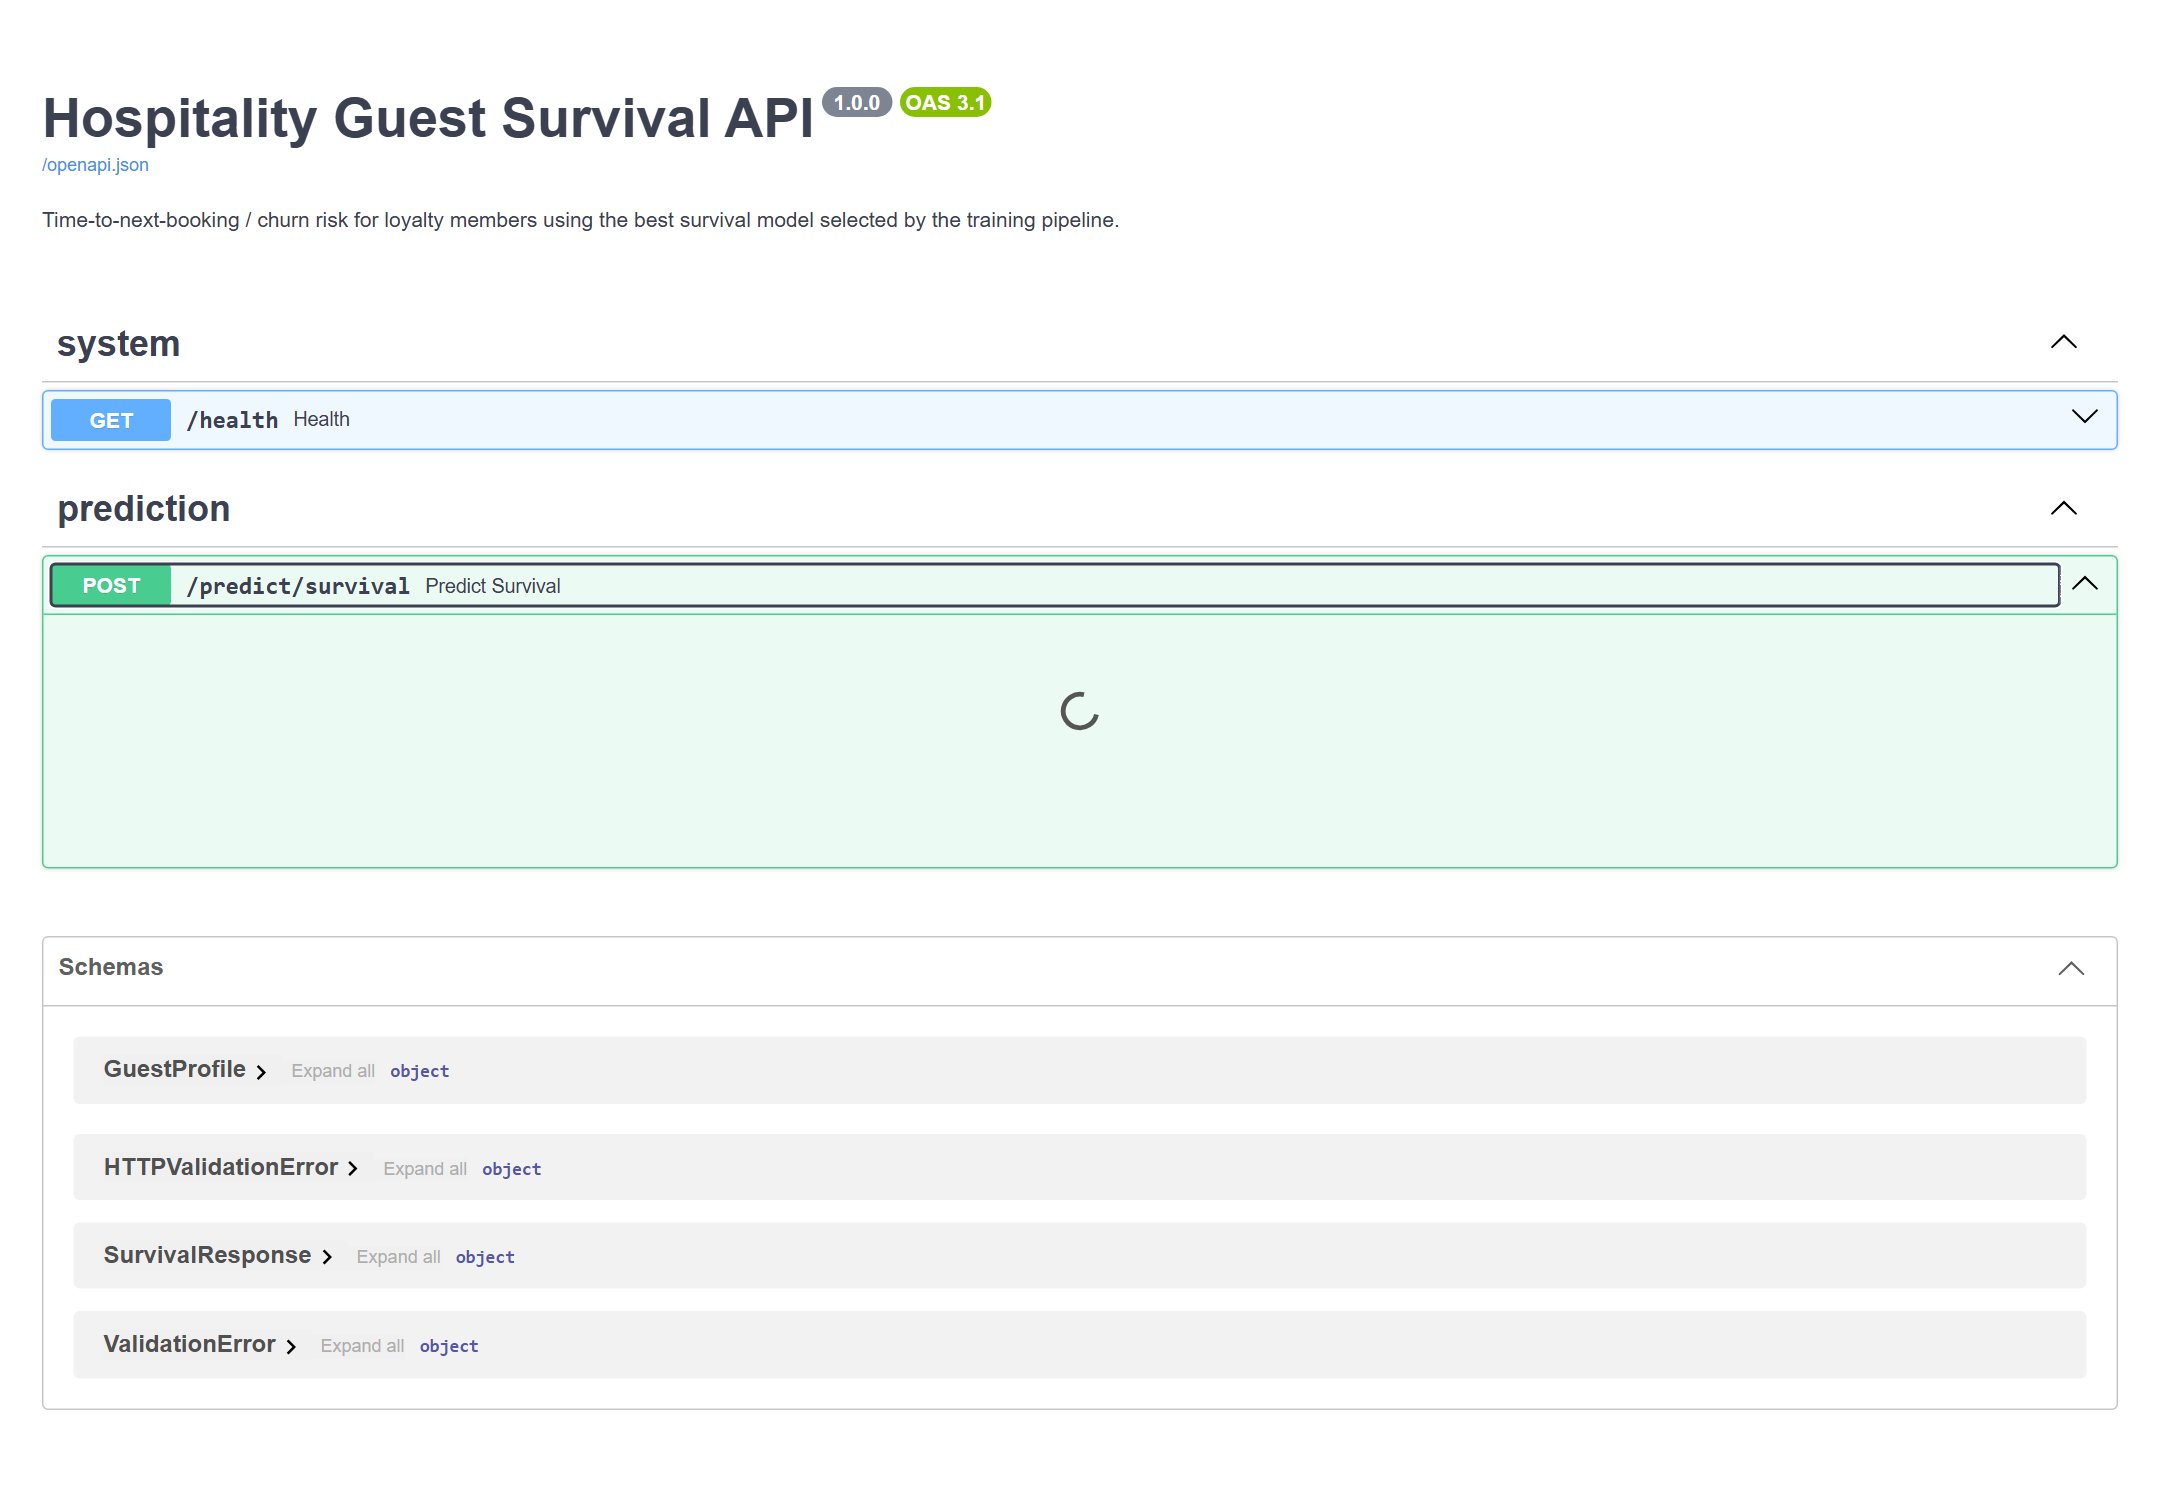 Hospitality Guest Survival API 1.0.0 OAS 3.1
/openapi.json
Time-to-next-booking / churn risk for loyalty members using the best survival model selected by the training pipeline.
system
GET /health Health
prediction
POST /predict/survival Predict Survival
Schemas
GuestProfile Expand all object
HTTPValidationError Expand all object
SurvivalResponse Expand all object
ValidationError Expand all object